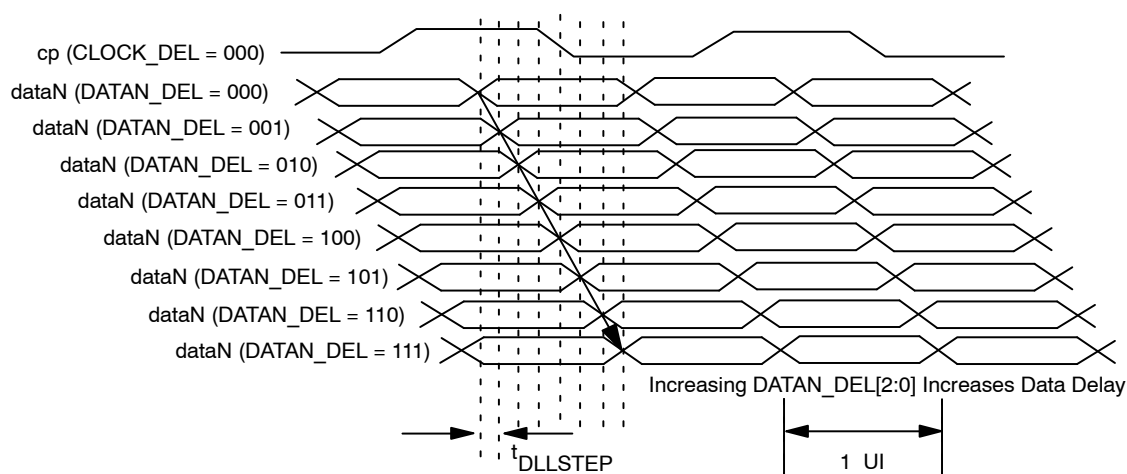 cp (CLOCK_DEL = 000)
dataN (DATAN_DEL = 000)
dataN (DATAN_DEL = 001)
dataN (DATAN_DEL = 010)
dataN (DATAN_DEL = 011)
dataN (DATAN_DEL = 100)
dataN (DATAN_DEL = 101)
dataN (DATAN_DEL = 110)
dataN (DATAN_DEL = 111)
Increasing DATAN_DEL[2:0] Increases Data Delay
tDLLSTEP
1 UI